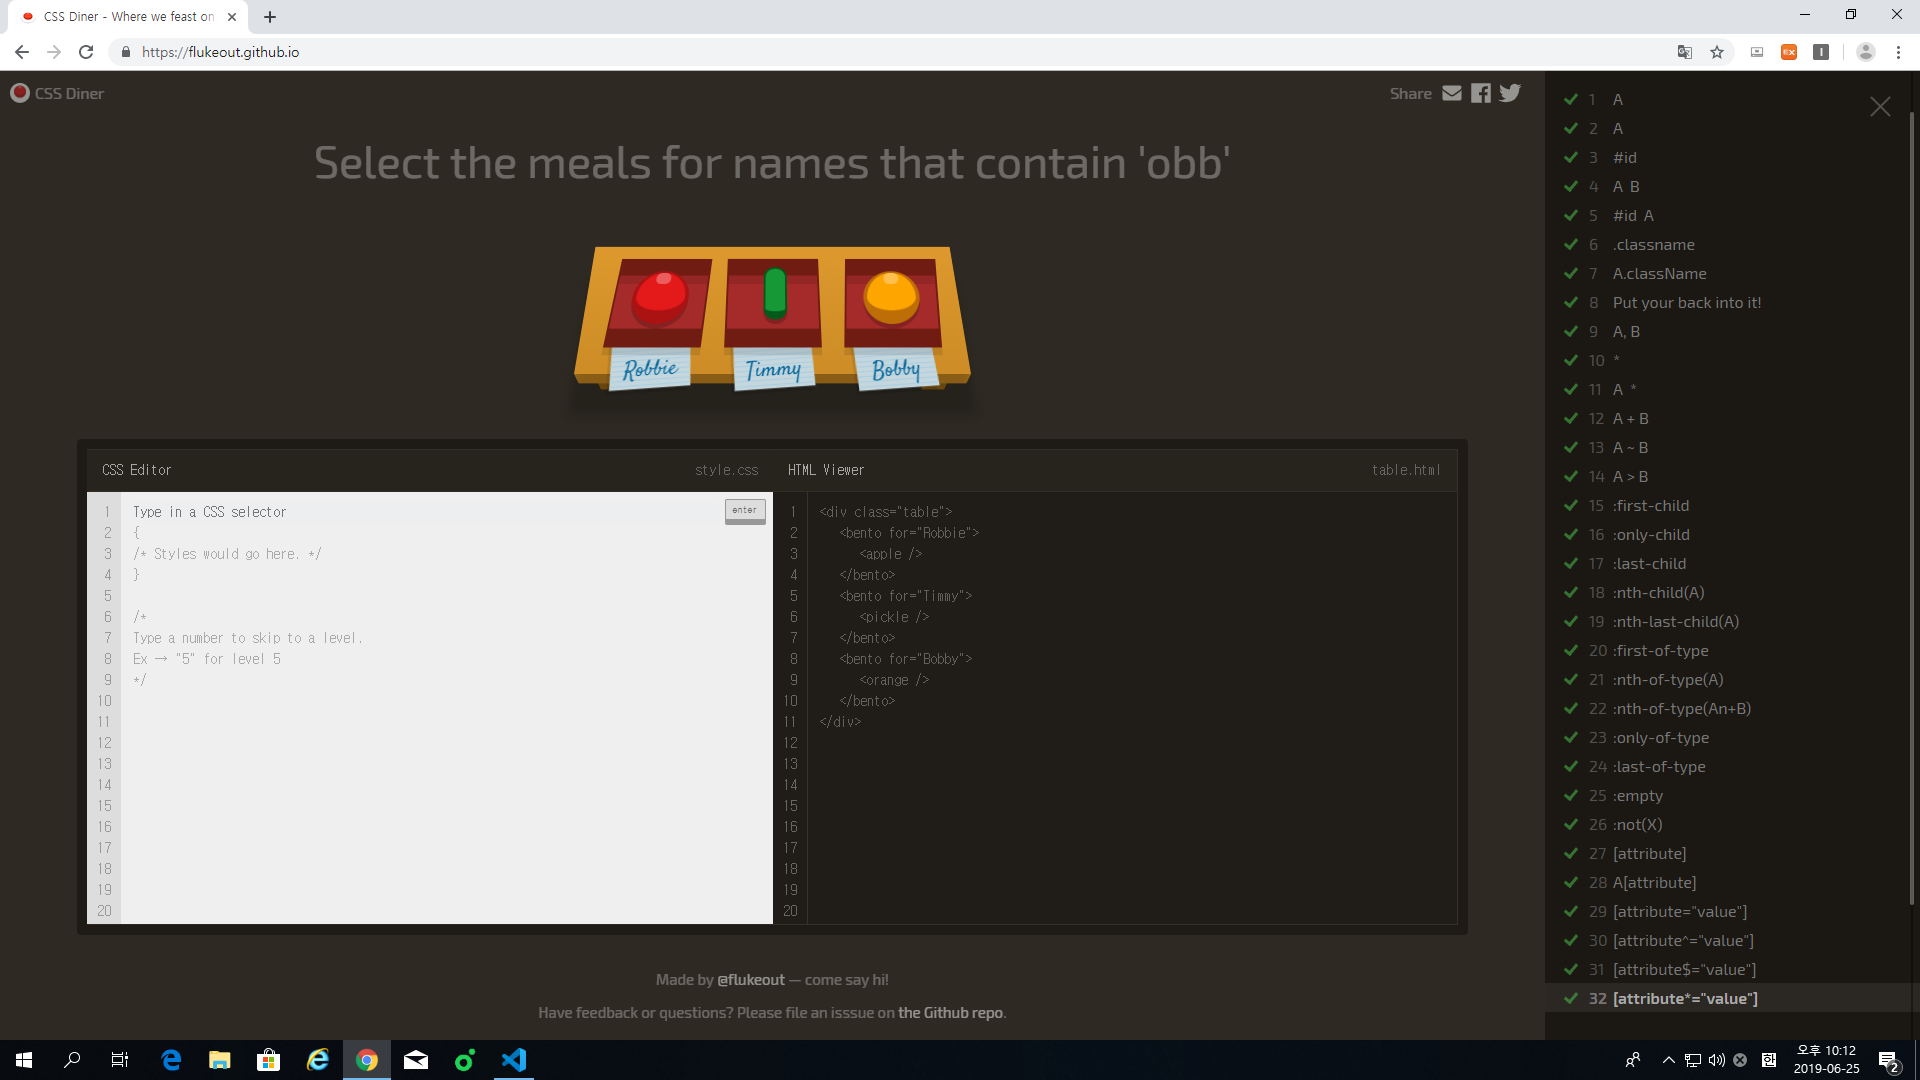 CSS Diner - Where we feast on
https://flukeout.github.io
CSS Diner
Share
Select the meals for names that contain 'obb'
Robbie
Timmy
Bobby
CSS Editor
style.css
HTML Viewer
table.html
1 Type in a CSS selector
enter
2 {
3 /* Styles would go here. */
4 }
5
6 /*
7 Type a number to skip to a level.
8 Ex → "5" for level 5
9 */
10
11
12
13
14
15
16
17
18
19
20
1 <div class="table">
2 <bento for="Robbie">
3 <apple />
4 </bento>
5 <bento for="Timmy">
6 <pickle />
7 </bento>
8 <bento for="Bobby">
9 <orange />
10 </bento>
11 </div>
12
13
14
15
16
17
18
19
20
Made by @flukeout — come say hi!
Have feedback or questions? Please file an isssue on the Github repo.
1 A
2 A
3 #id
4 A B
5 #id A
6 .classname
7 A.className
8 Put your back into it!
9 A, B
10 *
11 A *
12 A + B
13 A ~ B
14 A > B
15 :first-child
16 :only-child
17 :last-child
18 :nth-child(A)
19 :nth-last-child(A)
20 :first-of-type
21 :nth-of-type(A)
22 :nth-of-type(An+B)
23 :only-of-type
24 :last-of-type
25 :empty
26 :not(X)
27 [attribute]
28 A[attribute]
29 [attribute="value"]
30 [attribute^="value"]
31 [attribute$="value"]
32 [attribute*="value"]
한
오후 10:12
2019-06-25
2